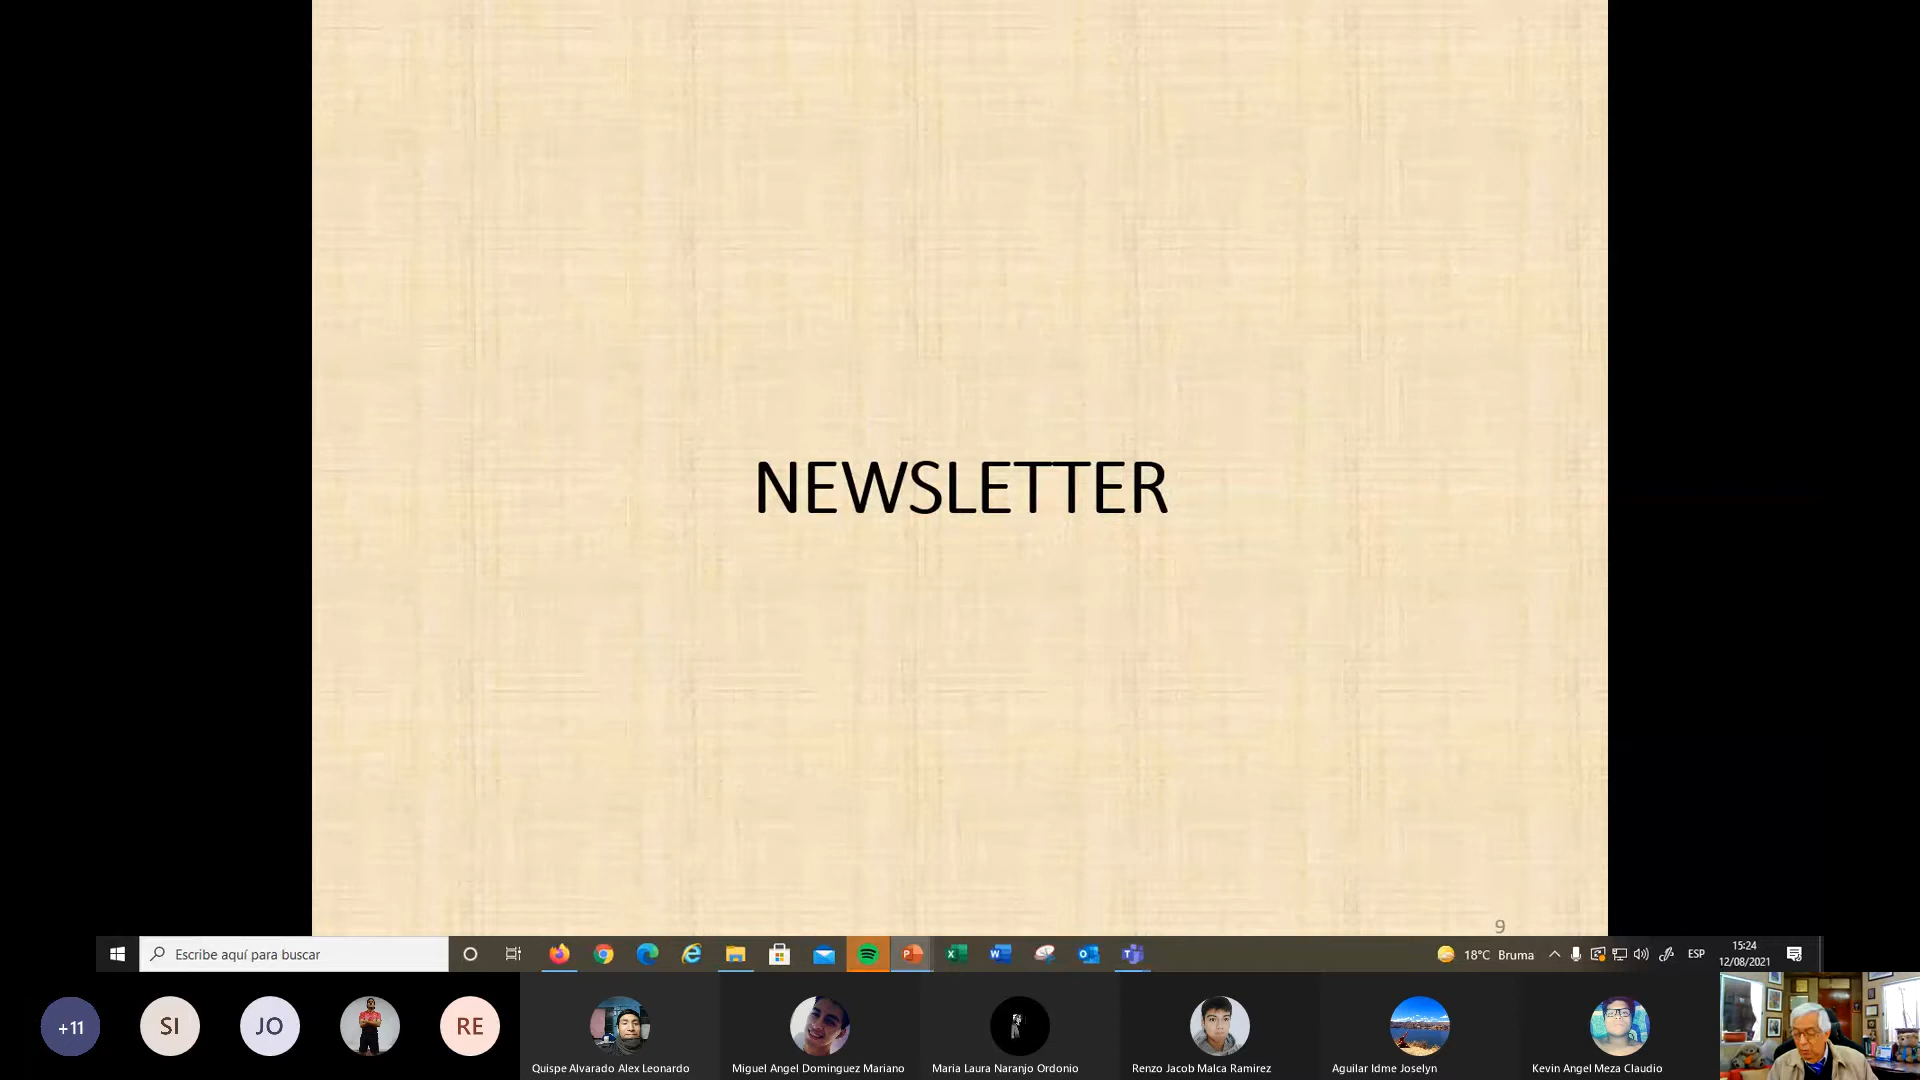 NEWSLETTER
9
Escribe aquí para buscar
18°C Bruma
ESP
15:24
12/08/2021
+11
SI
JO
RE
Quispe Alvarado Alex Leonardo
Miguel Angel Dominguez Mariano
Maria Laura Naranjo Ordonio
Renzo Jacob Malca Ramirez
Aguilar Idme Joselyn
Kevin Angel Meza Claudio